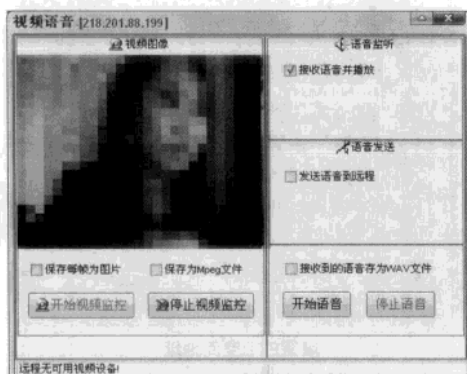 视频语音 [218.201.88.199]
视频图像
语音监听
接收语音并播放
语音发送
发送语音到远程
保存每帧为图片
保存为Mpeg文件
接收到的语音存为WAV文件
开始视频监控
停止视频监控
开始语音
停止语音
远程无可用视频设备!